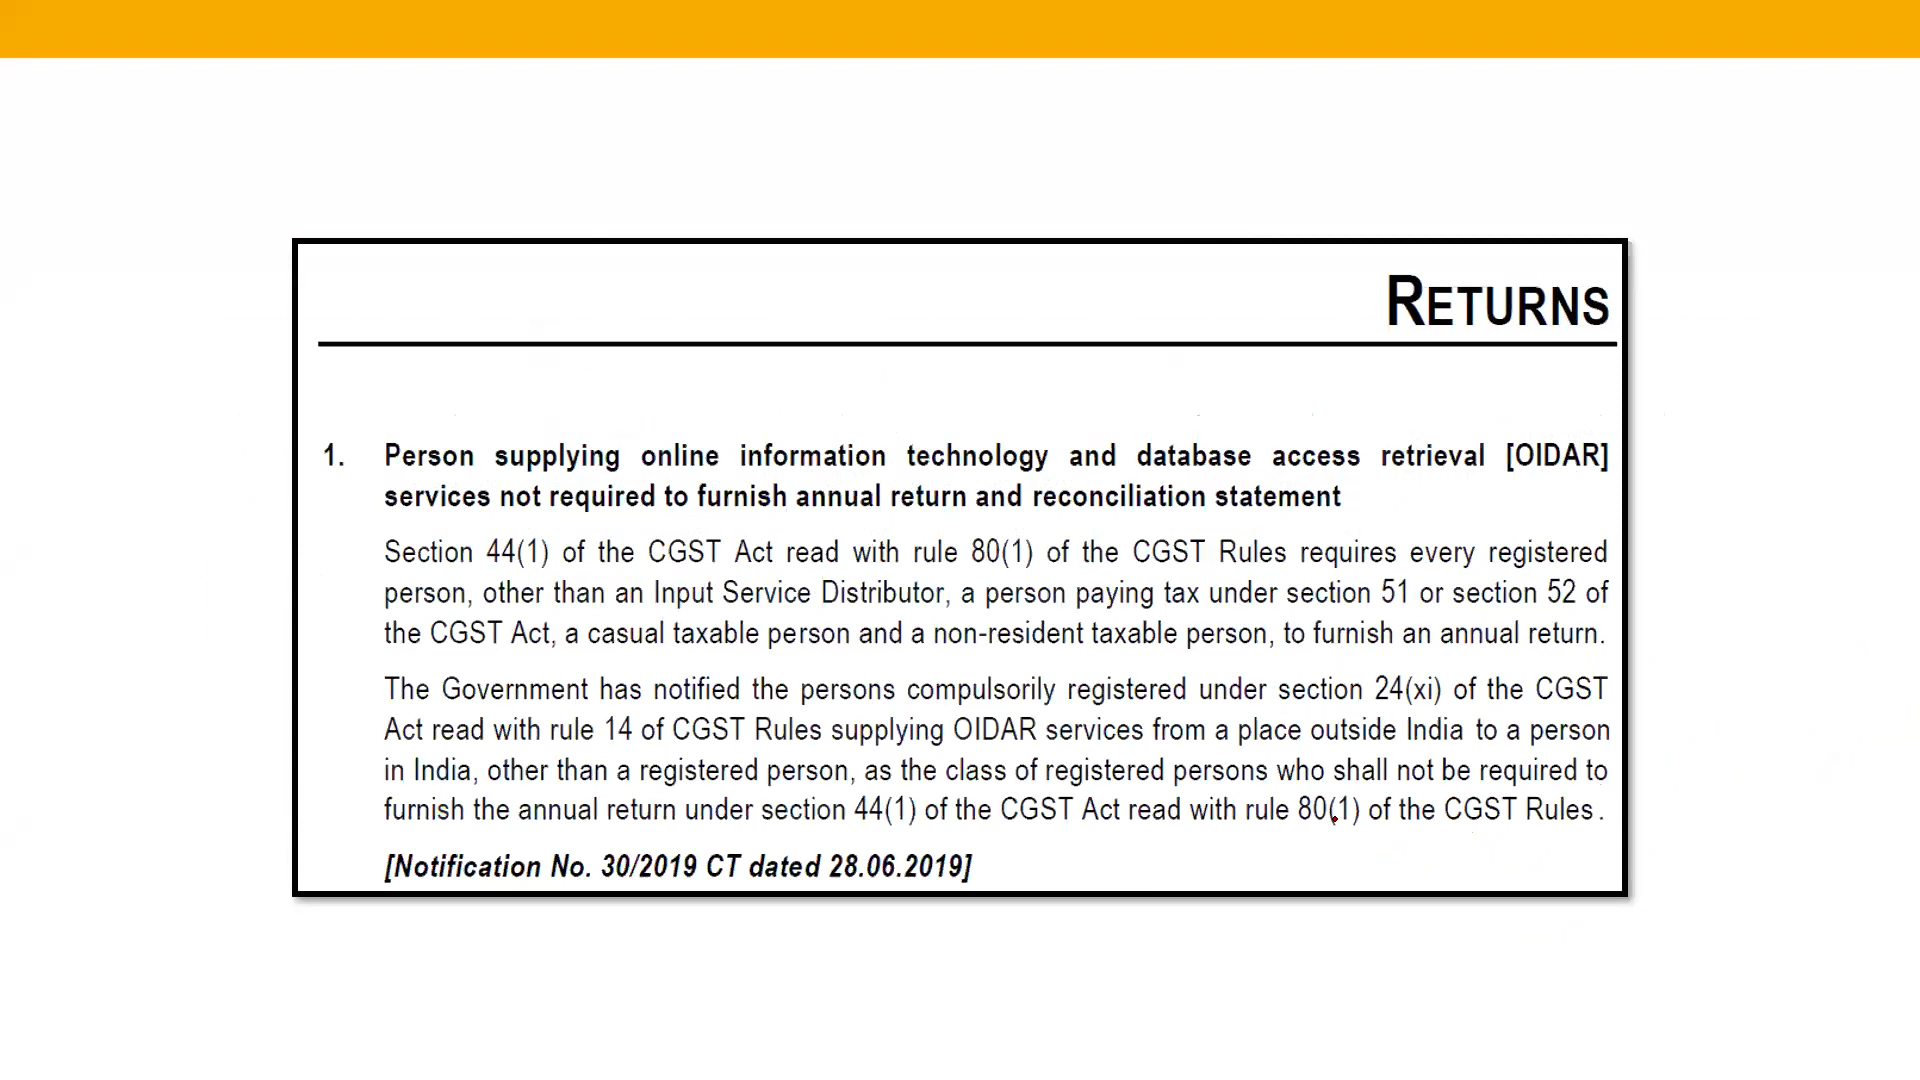 RETURNS
1. Person supplying online information technology and database access retrieval [OIDAR]
services not required to furnish annual return and reconciliation statement
Section 44(1) of the CGST Act read with rule 80(1) of the CGST Rules requires every registered
person, other than an Input Service Distributor, a person paying tax under section 51 or section 52 of
the CGST Act, a casual taxable person and a non-resident taxable person, to furnish an annual return.
The Government has notified the persons compulsorily registered under section 24(xi) of the CGST
Act read with rule 14 of CGST Rules supplying OIDAR services from a place outside India to a person
in India, other than a registered person, as the class of registered persons who shall not be required to
furnish the annual return under section 44(1) of the CGST Act read with rule 80(1) of the CGST Rules.
[Notification No. 30/2019 CT dated 28.06.2019]